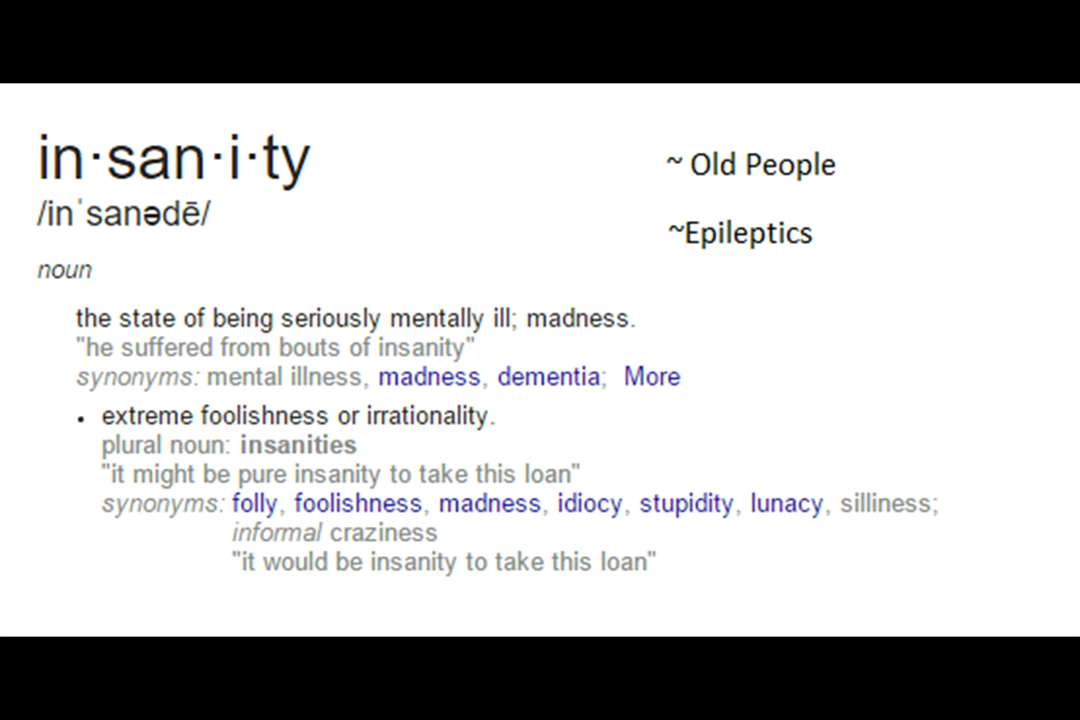 in·san·i·ty
/inˈsanədē/
noun
~ Old People
~Epileptics
the state of being seriously mentally ill; madness.
"he suffered from bouts of insanity"
synonyms: mental illness, madness, dementia; More
• extreme foolishness or irrationality.
plural noun: insanities
"it might be pure insanity to take this loan"
synonyms: folly, foolishness, madness, idiocy, stupidity, lunacy, silliness;
informal craziness
"it would be insanity to take this loan"